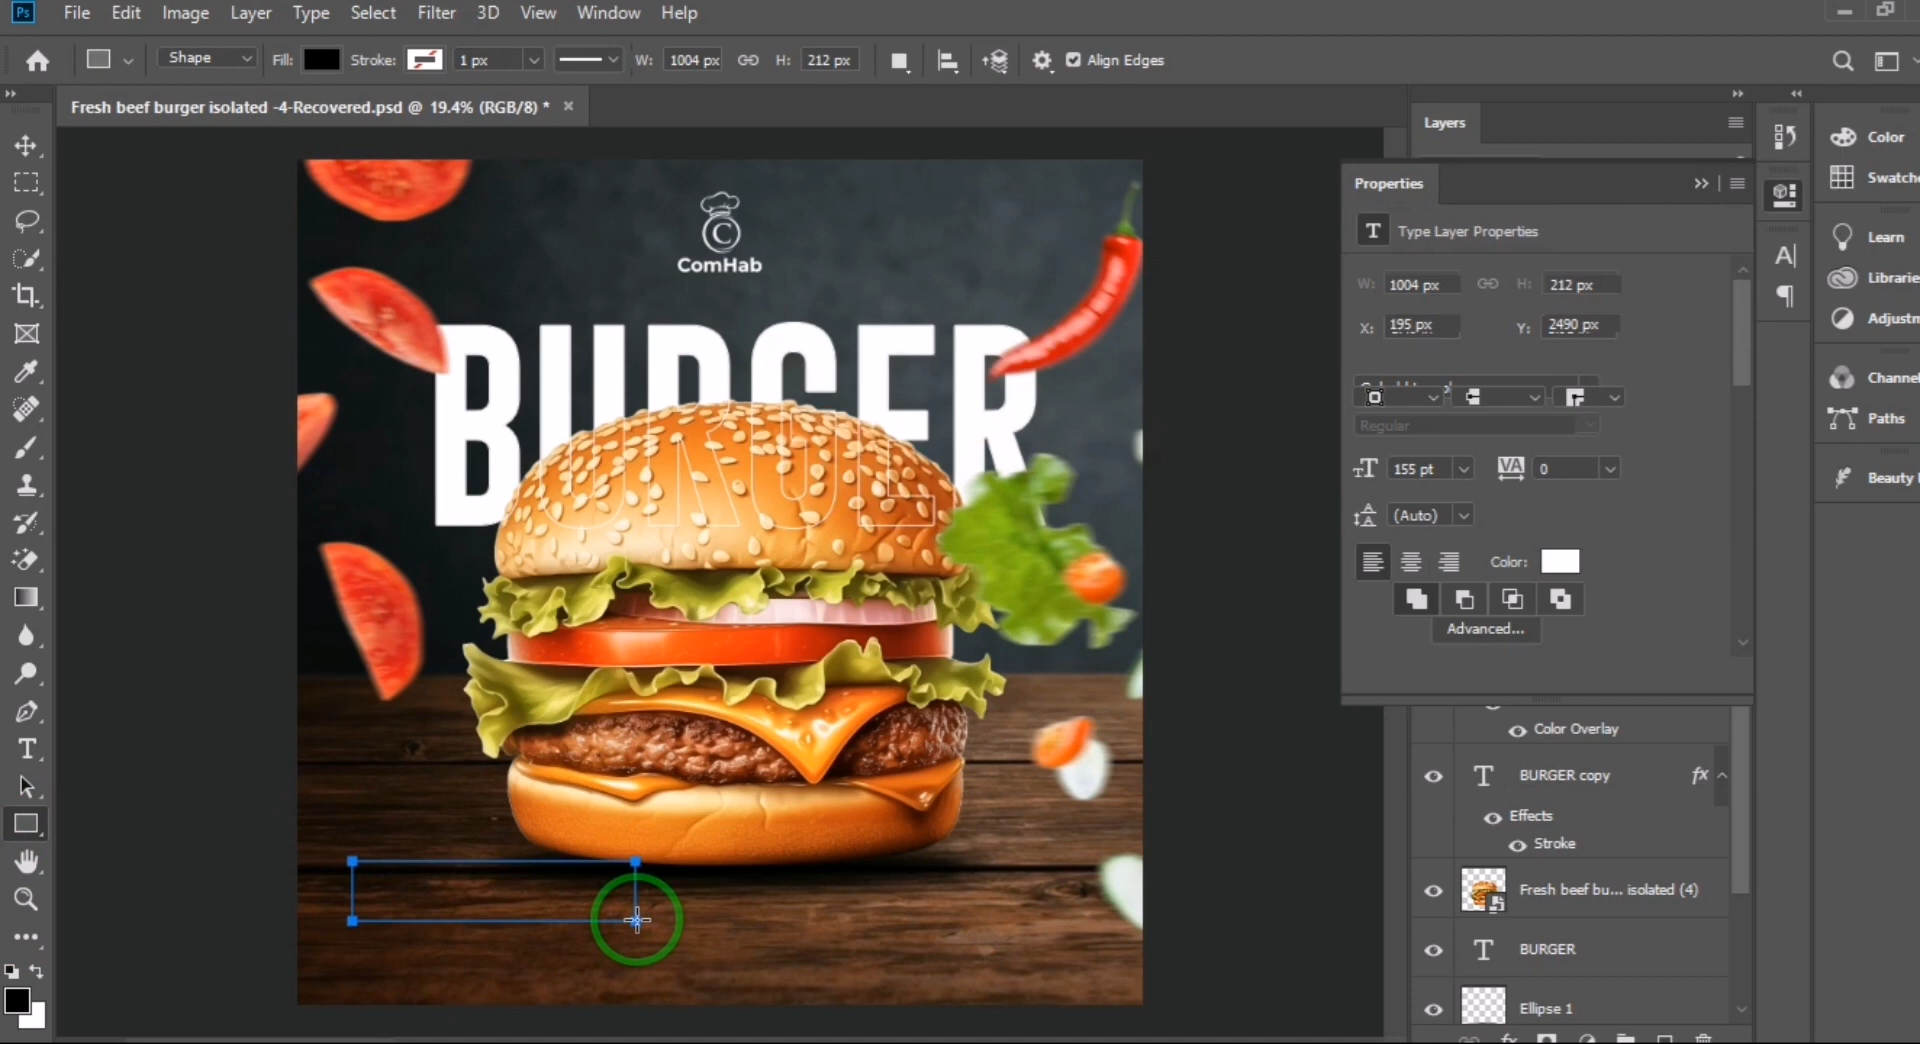 Ps File Edit Image Layer Type Select Filter 3D View Window Help
Shape Fill: Stroke: 1 px W: 1004 px H: 212 px Align Edges
Fresh beef burger isolated -4-Recovered.psd @ 19.4% (RGB/8) * ×
Layers
Properties
Type Layer Properties
W: 1004 px H: 212 px
X: 195 px Y: 2490 px
Regular
155 pt VA 0
(Auto)
Color:
Advanced...
Color Overlay
BURGER copy fx
Effects
Stroke
Fresh beef bu... isolated (4)
BURGER
Ellipse 1
Color
Swatche
Learn
Librarie
Adjustm
Channel
Paths
Beauty
C
ComHab
BURGER